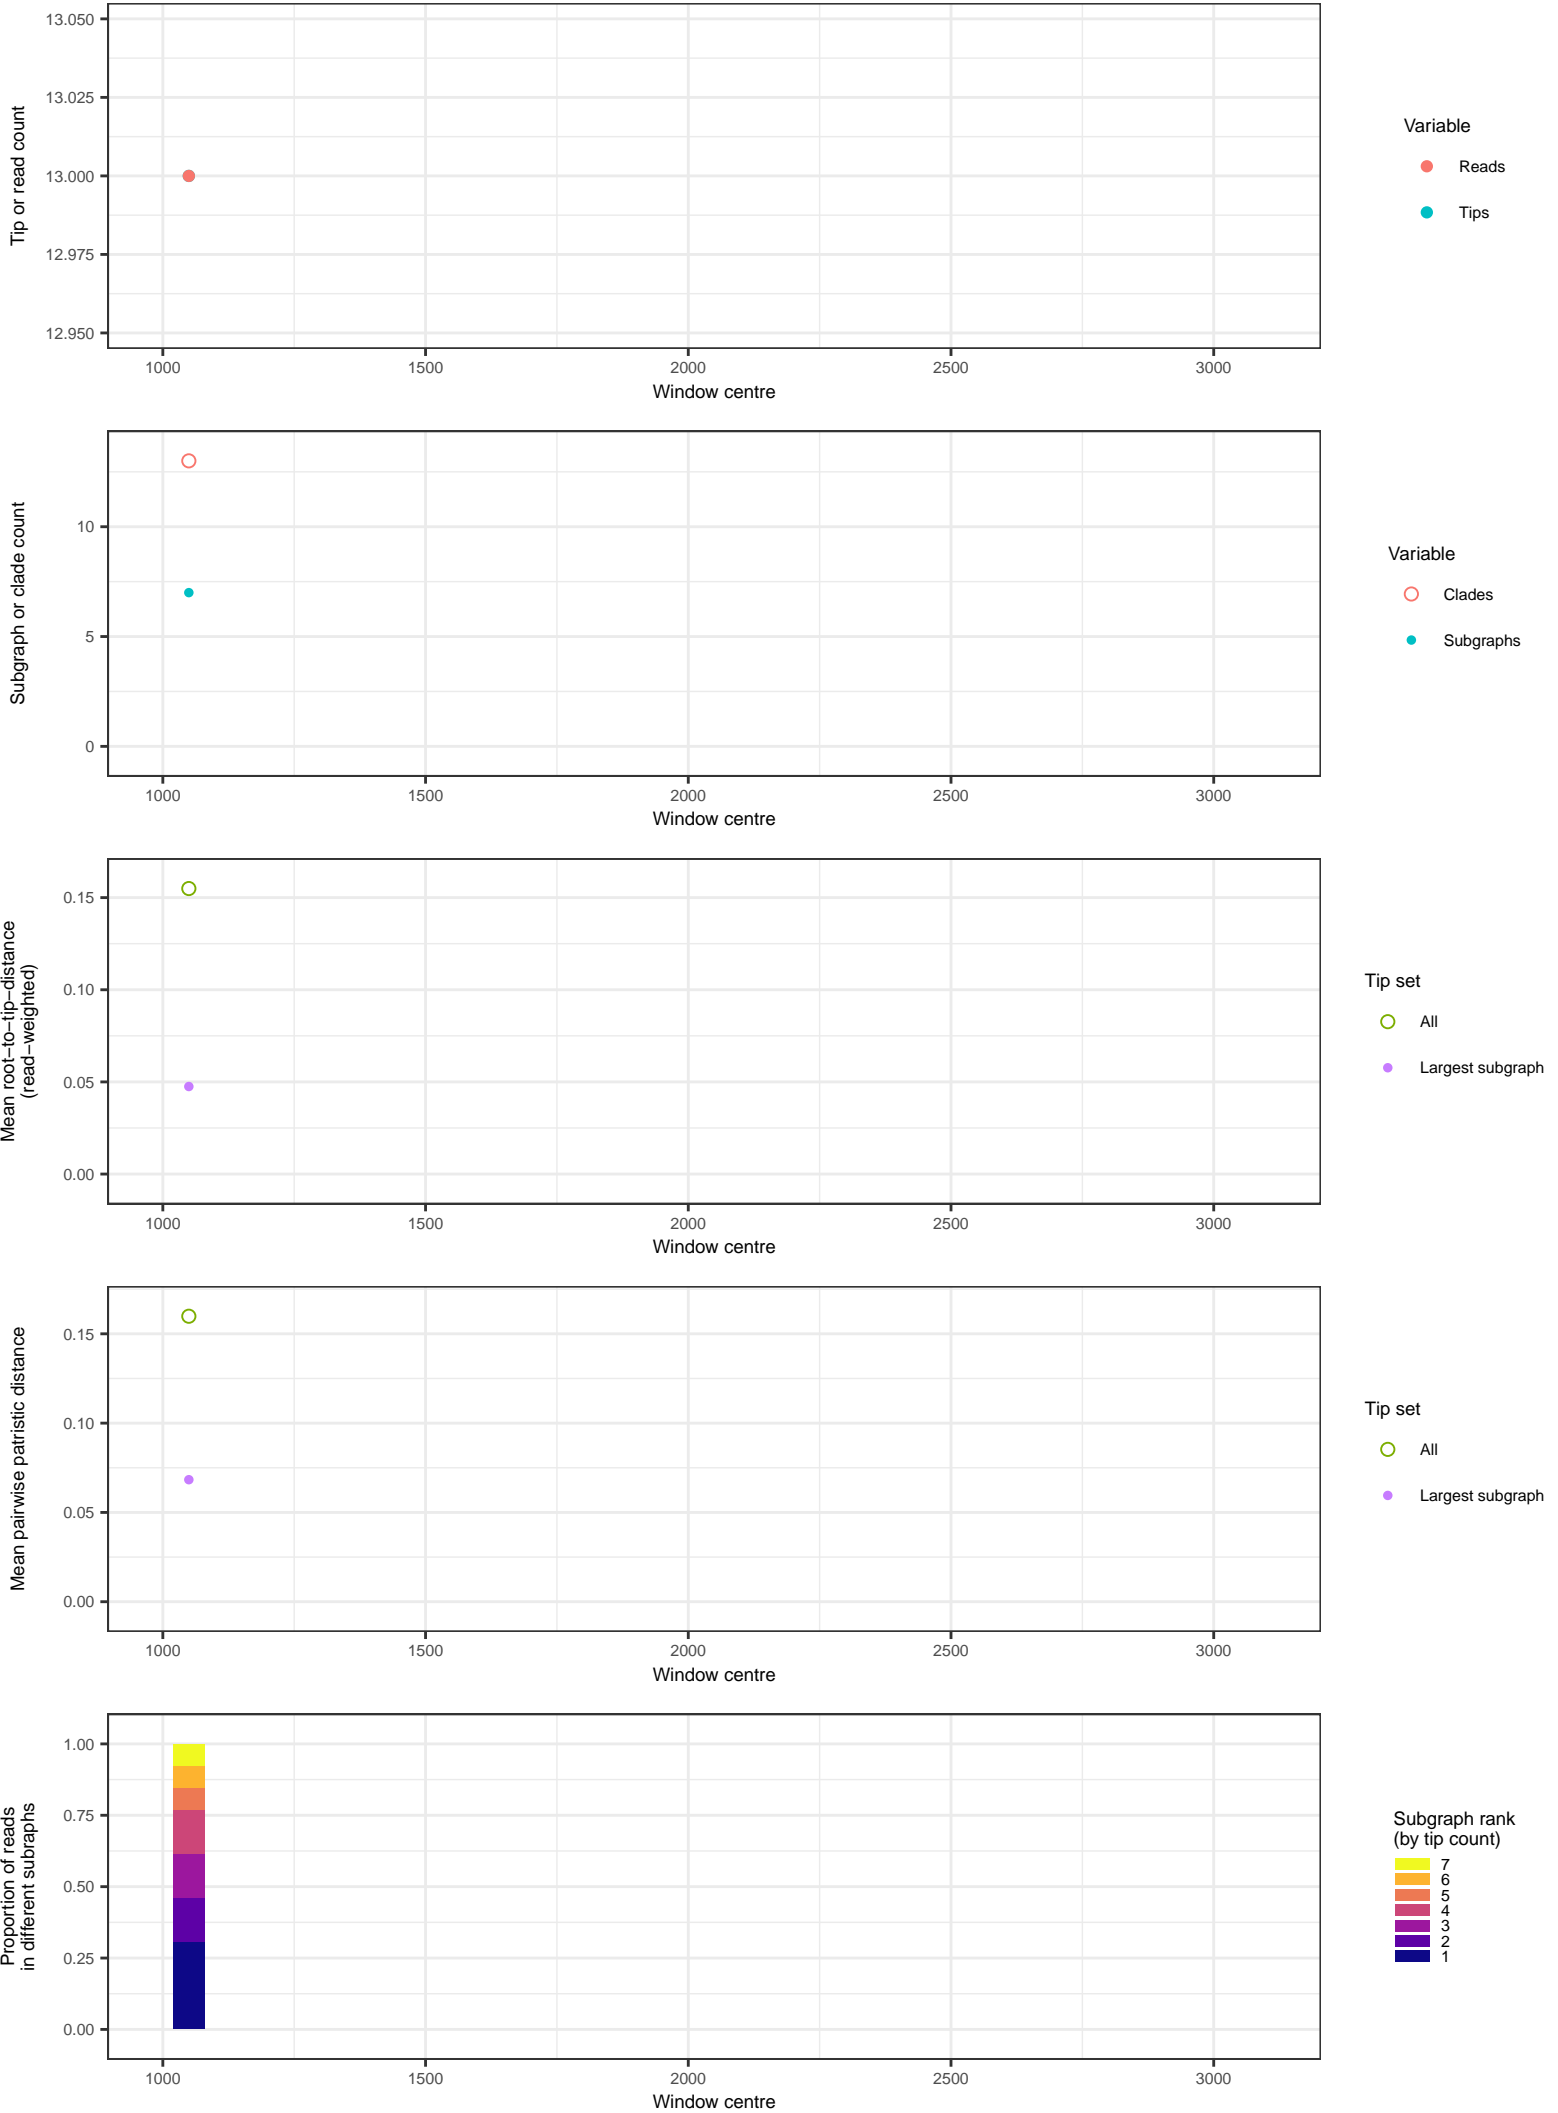 13.050
13.025
13.000
12.975
12.950
Tip or read count
1000 1500 2000 2500 3000
Window centre
Variable
Reads
Tips
10
5
0
Subgraph or clade count
1000 1500 2000 2500 3000
Window centre
Variable
Clades
Subgraphs
0.15
0.10
0.05
0.00
Mean root−to−tip−distance
(read−weighted)
1000 1500 2000 2500 3000
Window centre
Tip set
All
Largest subgraph
0.15
0.10
0.05
0.00
Mean pairwise patristic distance
1000 1500 2000 2500 3000
Window centre
Tip set
All
Largest subgraph
1.00
0.75
0.50
0.25
0.00
Proportion of reads
in different subraphs
1000 1500 2000 2500 3000
Window centre
Subgraph rank
(by tip count)
7
6
5
4
3
2
1